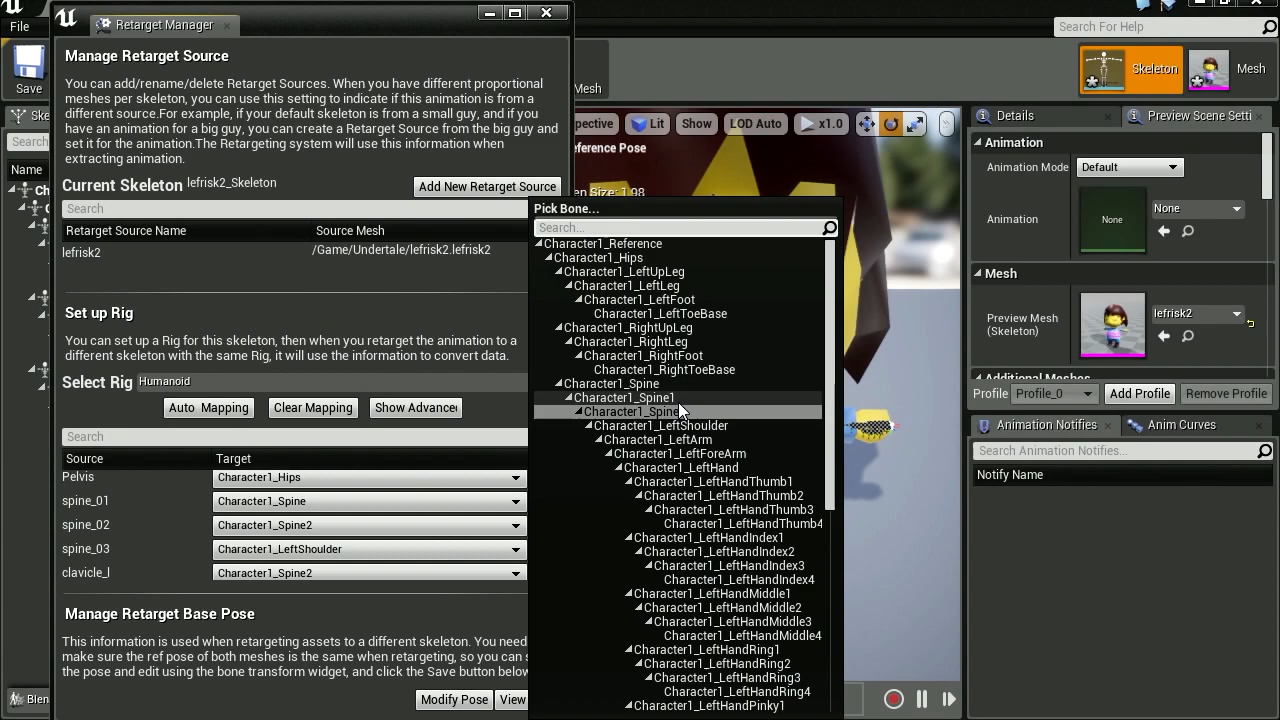 File
Retarget Manager
Search For Help
Save
Skeleton
Mesh
Mesh
Manage Retarget Source
You can add/rename/delete Retarget Sources. When you have different proportional
meshes per skeleton, you can use this setting to indicate if this animation is from a
different source.For example, if your default skeleton is from a small guy, and if you
have an animation for a big guy, you can create a Retarget Source from the big guy and
set it for the animation.The Retargeting system will use this information when
extracting animation.
Current Skeleton lefrisk2_Skeleton
Add New Retarget Source
Search
Retarget Source Name Source Mesh
lefrisk2 /Game/Undertale/lefrisk2.lefrisk2
Set up Rig
You can set up a Rig for this skeleton, then when you retarget the animation to a
different skeleton with the same Rig, it will use the information to convert data.
Select Rig Humanoid
Auto Mapping Clear Mapping Show Advanced
Search
Source Target
Pelvis Character1_Hips
spine_01 Character1_Spine
spine_02 Character1_Spine2
spine_03 Character1_LeftShoulder
clavicle_l Character1_Spine2
Manage Retarget Base Pose
This information is used when retargeting assets to a different skeleton. You need
make sure the ref pose of both meshes is the same when retargeting, so you can s
the pose and edit using the bone transform widget, and click the Save button below
Modify Pose View
Ske
Search
Name
Ch
Blen
spective Lit Show LOD Auto x1.0
eference Pose
en Size: 1.98
Pick Bone...
Search...
Character1_Reference
Character1_Hips
Character1_LeftUpLeg
Character1_LeftLeg
Character1_LeftFoot
Character1_LeftToeBase
Character1_RightUpLeg
Character1_RightLeg
Character1_RightFoot
Character1_RightToeBase
Character1_Spine
Character1_Spine1
Character1_Spine
Character1_LeftShoulder
Character1_LeftArm
Character1_LeftForeArm
Character1_LeftHand
Character1_LeftHandThumb1
Character1_LeftHandThumb2
Character1_LeftHandThumb3
Character1_LeftHandThumb4
Character1_LeftHandIndex1
Character1_LeftHandIndex2
Character1_LeftHandIndex3
Character1_LeftHandIndex4
Character1_LeftHandMiddle1
Character1_LeftHandMiddle2
Character1_LeftHandMiddle3
Character1_LeftHandMiddle4
Character1_LeftHandRing1
Character1_LeftHandRing2
Character1_LeftHandRing3
Character1_LeftHandRing4
Character1_LeftHandPinky1
Details Preview Scene Setti
Animation
Animation Mode Default
Animation None None
Mesh
Preview Mesh
(Skeleton)
lefrisk2
Additional Meshes
Profile Profile_0 Add Profile Remove Profile
Animation Notifies Anim Curves
Search Animation Notifies...
Notify Name